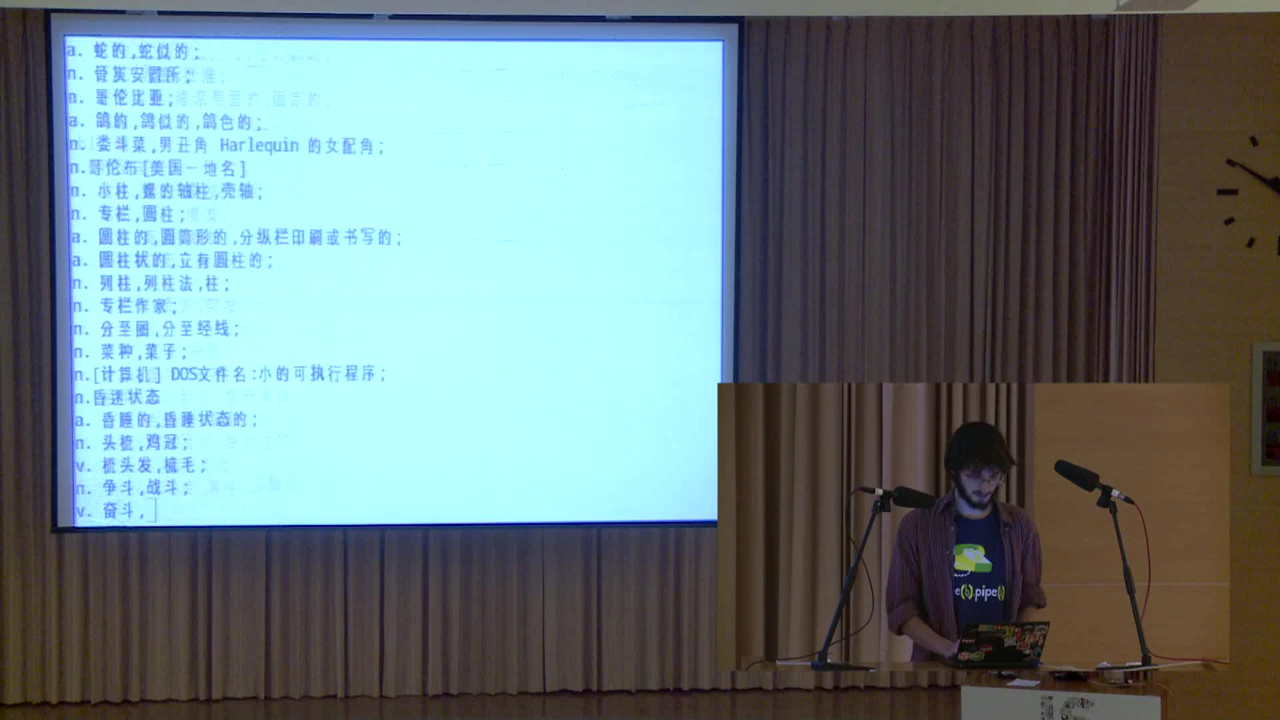 a. 蛇的,蛇似的;
n. 骨灰安置所;
n. 哥伦比亚;
a. 鸽的,鸽似的,鸽色的;
n. 娄斗菜,男丑角 Harlequin 的女配角;
n.哥伦布[美国一地名]
n. 小柱,螺的轴柱,壳轴;
n. 专栏,圆柱;
a. 圆柱的,圆筒形的,分纵栏印刷或书写的;
a. 圆柱状的,立有圆柱的;
n. 列柱,列柱法,柱;
n. 专栏作家;
n. 分至圈,分至经线;
n. 菜种,菜子;
n.[计算机] DOS文件名:小的可执行程序;
n.昏迷状态
a. 昏睡的,昏睡状态的;
n. 头梳,鸡冠;
v. 梳头发,梳毛;
n. 争斗,战斗;
v. 奋斗,
e().pipe()